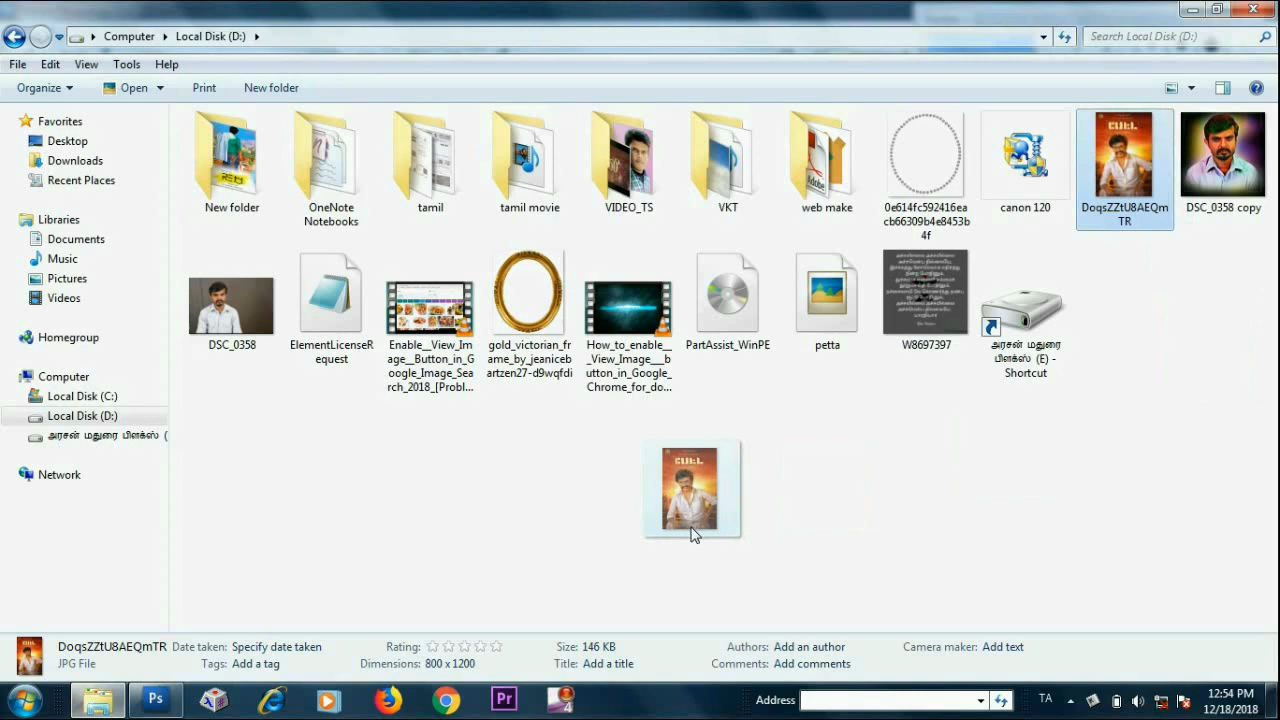 Computer
Local Disk (D:)
Search Local Disk (D:)
File Edit View Tools Help
Organize Open Print New folder
Favorites
Desktop
Downloads
Recent Places
Libraries
Documents
Music
Pictures
Videos
Homegroup
Computer
Local Disk (C:)
Local Disk (D:)
அரசன் மதுரை பிளக்ஸ் (
Network
New folder
OneNote
Notebooks
tamil
tamil movie
VIDEO_TS
VKT
web make
0e614fc592416ea
cb66309b4e8453b
4f
canon 120
DoqsZZtU8AEQm
TR
DSC_0358 copy
DSC_0358
ElementLicenseR
equest
Enable__View_Im
age__Button_in_G
oogle_Image_Sea
rch_2018_[Probl...
gold_victorian_fr
ame_by_jeaniceb
artzen27-d9wqfdi
How_to_enable__
_View_Image___b
utton_in_Google_
Chrome_for_do...
PartAssist_WinPE
petta
W8697397
அரசன் மதுரை
பிளக்ஸ் (E) -
Shortcut
பேட்ட
பேட்ட
DoqsZZtU8AEQmTR Date taken: Specify date taken Rating: Size: 146 KB Authors: Add an author Camera maker: Add text
JPG File Tags: Add a tag Dimensions: 800 x 1200 Title: Add a title Comments: Add comments
Ps
Pr
4
Address
TA
12:54 PM
12/18/2018